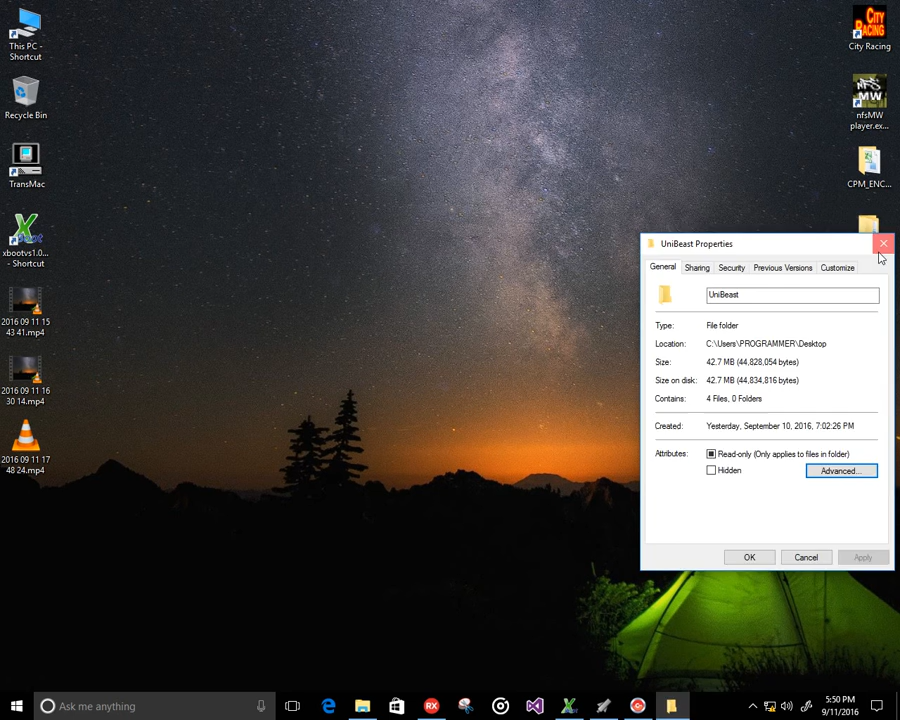 This PC -
Shortcut
Recycle Bin
TransMac
xbootvs1.0...
- Shortcut
2016 09 11 15
43 41.mp4
2016 09 11 16
30 14.mp4
2016 09 11 17
48 24.mp4
CITY
RACING
City Racing
NFS
MW
nfsMW
player.ex...
CPM_ENC...
UniBeast Properties
General
Sharing
Security
Previous Versions
Customize
UniBeast
Type:
File folder
Location:
C:\Users\PROGRAMMER\Desktop
Size:
42.7 MB (44,828,054 bytes)
Size on disk:
42.7 MB (44,834,816 bytes)
Contains:
4 Files, 0 Folders
Created:
Yesterday, September 10, 2016, 7:02:26 PM
Attributes:
Read-only (Only applies to files in folder)
Hidden
Advanced...
OK
Cancel
Apply
Ask me anything
RX
5:50 PM
9/11/2016